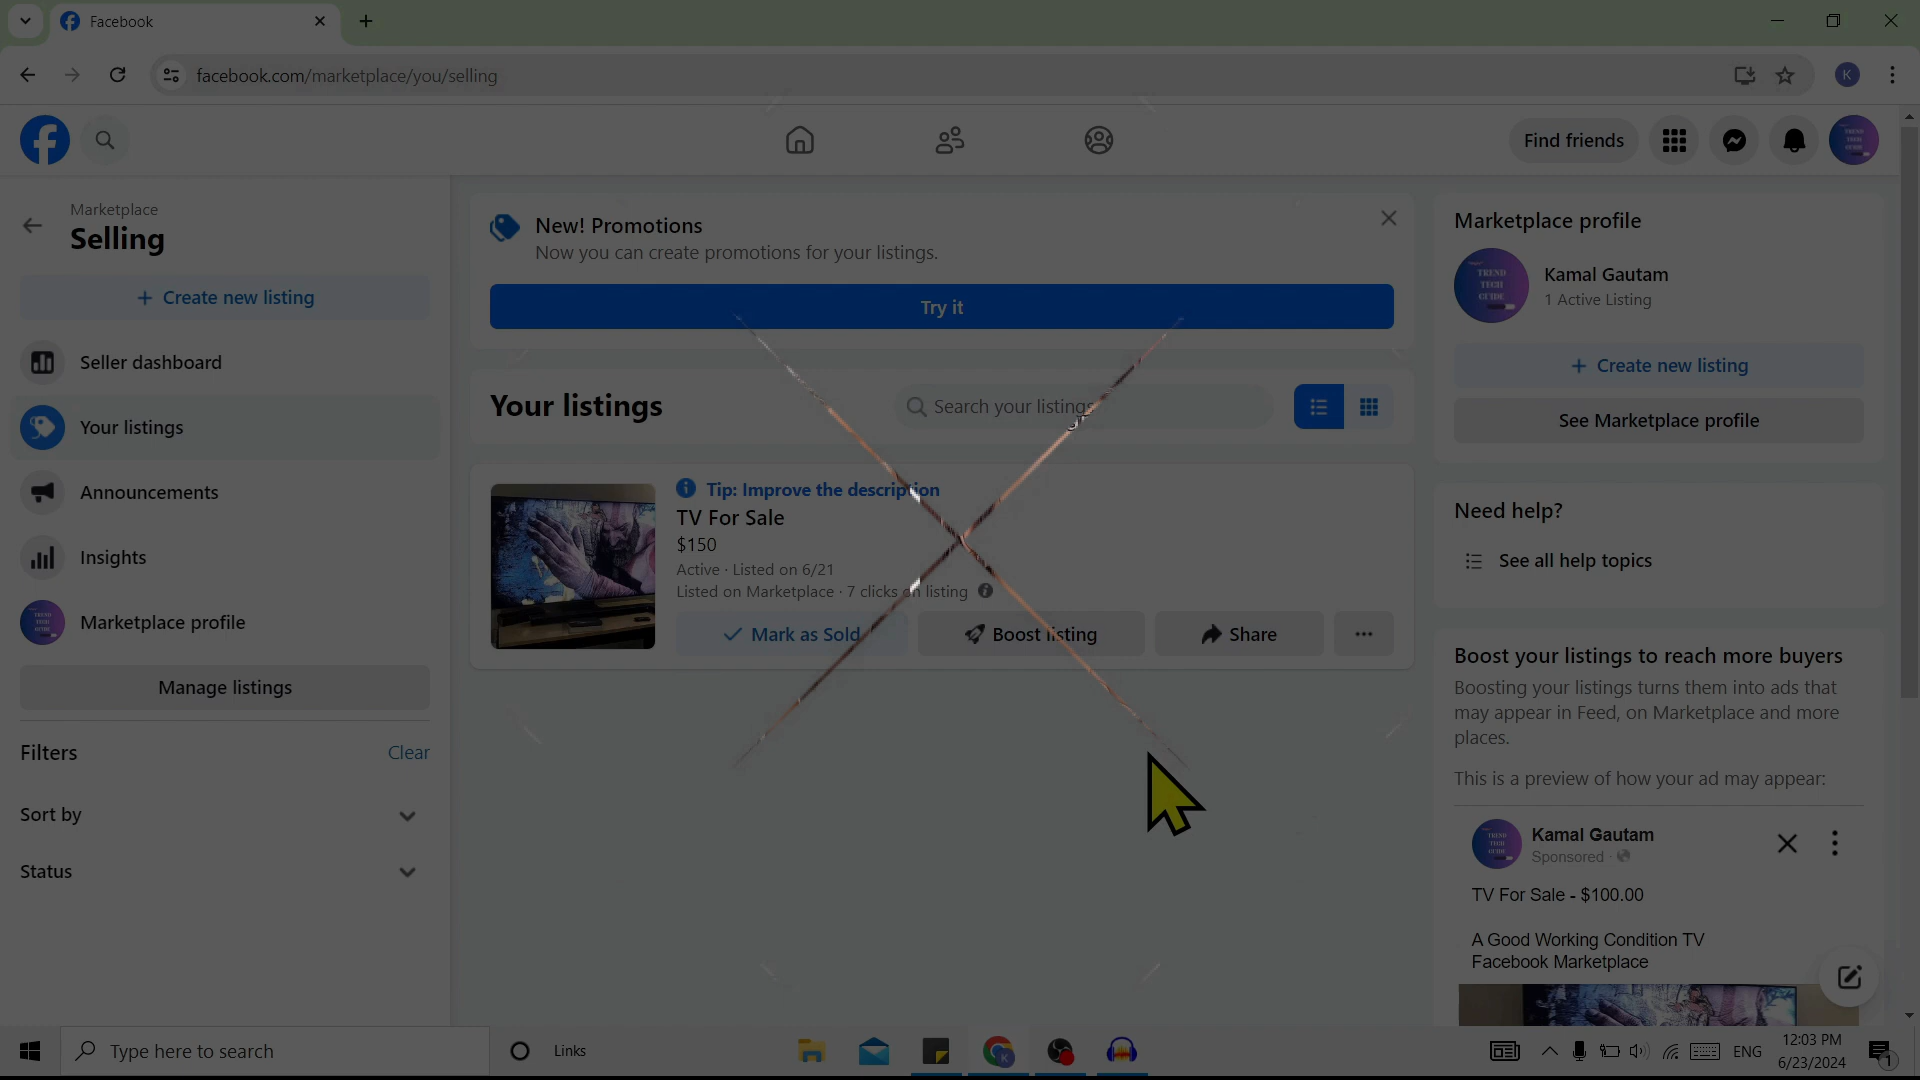 Facebook
facebook.com/marketplace/you/selling
K
Find friends
Marketplace
Selling
+ Create new listing
Seller dashboard
Your listings
Announcements
Insights
Marketplace profile
Manage listings
Filters
Clear
Sort by
Status
New! Promotions
Now you can create promotions for your listings.
Try it
Your listings
Search your listings
Tip: Improve the description
TV For Sale
$150
Active · Listed on 6/21
Listed on Marketplace · 7 clicks on listing
Mark as Sold
Boost listing
Share
Marketplace profile
TREND
TECH
GUIDE
Kamal Gautam
1 Active Listing
+ Create new listing
See Marketplace profile
Need help?
See all help topics
Boost your listings to reach more buyers
Boosting your listings turns them into ads that
may appear in Feed, on Marketplace and more
places.
This is a preview of how your ad may appear:
Kamal Gautam
Sponsored ·
TV For Sale - $100.00
A Good Working Condition TV
Facebook Marketplace
Type here to search
Links
ENG
12:03 PM
6/23/2024
1